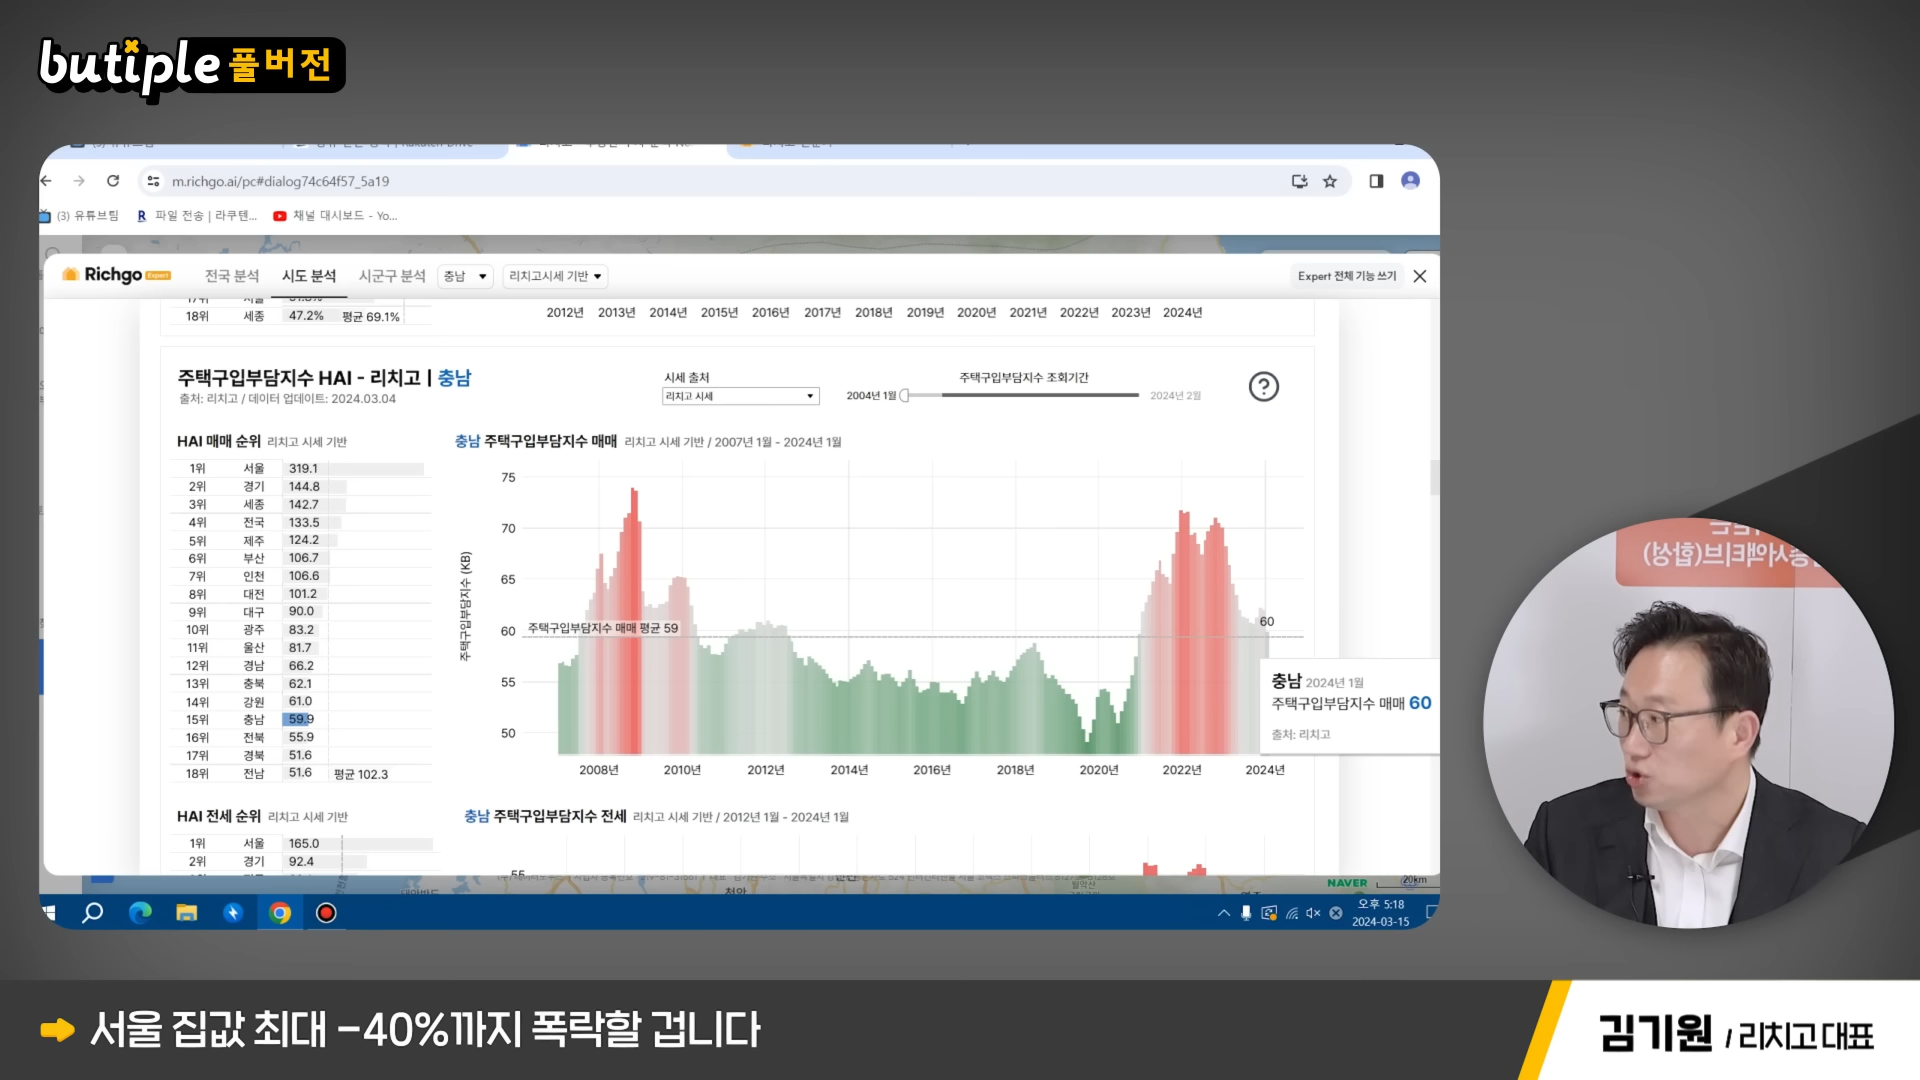 butiple 풀버전
m.richgo.ai/pc#dialog74c64f57_5a19
(3) 유튜브팀
파일 전송 | 라쿠텐...
채널 대시보드 - Yo...
Richgo Expert
전국 분석
시도 분석
시군구 분석
충남
리치고시세 기반
Expert 전체 기능 쓰기
18위 세종 47.2% 평균 69.1%
2012년 2013년 2014년 2015년 2016년 2017년 2018년 2019년 2020년 2021년 2022년 2023년 2024년
주택구입부담지수 HAI - 리치고 | 충남
출처: 리치고 / 데이터 업데이트: 2024.03.04
시세 출처
리치고 시세
주택구입부담지수 조회기간
2004년 1월
2024년 2월
?
HAI 매매 순위 리치고 시세 기반
1위 서울 319.1
2위 경기 144.8
3위 세종 142.7
4위 전국 133.5
5위 제주 124.2
6위 부산 106.7
7위 인천 106.6
8위 대전 101.2
9위 대구 90.0
10위 광주 83.2
11위 울산 81.7
12위 경남 66.2
13위 충북 62.1
14위 강원 61.0
15위 충남 59.9
16위 전북 55.9
17위 경북 51.6
18위 전남 51.6 평균 102.3
충남 주택구입부담지수 매매 리치고 시세 기반 / 2007년 1월 - 2024년 1월
주택구입부담지수 (KB)
75
70
65
60
55
50
주택구입부담지수 매매 평균 59
60
충남 2024년 1월
주택구입부담지수 매매 60
출처: 리치고
2008년 2010년 2012년 2014년 2016년 2018년 2020년 2022년 2024년
HAI 전세 순위 리치고 시세 기반
1위 서울 165.0
2위 경기 92.4
충남 주택구입부담지수 전세 리치고 시세 기반 / 2012년 1월 - 2024년 1월
55
천안
NAVER
20km
오후 5:18
2024-03-15
서울 집값 최대 -40%까지 폭락할 겁니다
김기원 / 리치고 대표